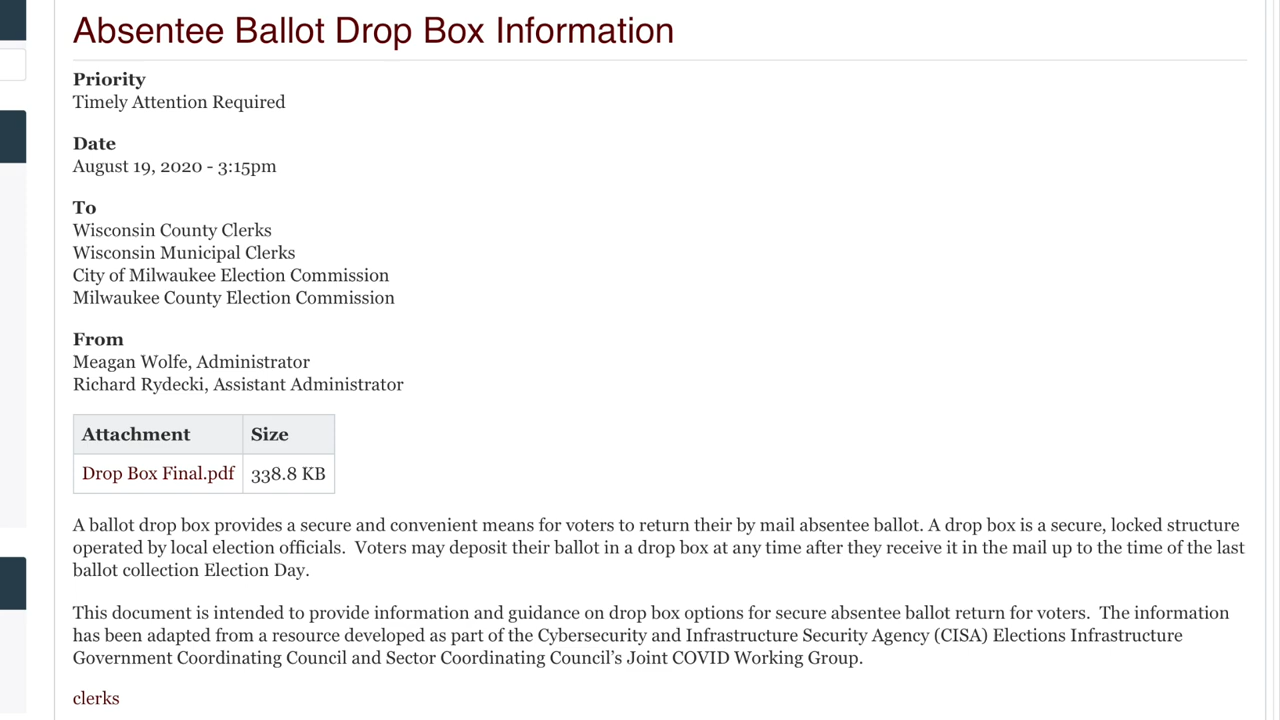 Absentee Ballot Drop Box Information
Priority
Timely Attention Required
Date
August 19, 2020 - 3:15pm
To
Wisconsin County Clerks
Wisconsin Municipal Clerks
City of Milwaukee Election Commission
Milwaukee County Election Commission
From
Meagan Wolfe, Administrator
Richard Rydecki, Assistant Administrator
Attachment Size
Drop Box Final.pdf 338.8 KB
A ballot drop box provides a secure and convenient means for voters to return their by mail absentee ballot. A drop box is a secure, locked structure
operated by local election officials.  Voters may deposit their ballot in a drop box at any time after they receive it in the mail up to the time of the last
ballot collection Election Day.
This document is intended to provide information and guidance on drop box options for secure absentee ballot return for voters.  The information
has been adapted from a resource developed as part of the Cybersecurity and Infrastructure Security Agency (CISA) Elections Infrastructure
Government Coordinating Council and Sector Coordinating Council’s Joint COVID Working Group.
clerks